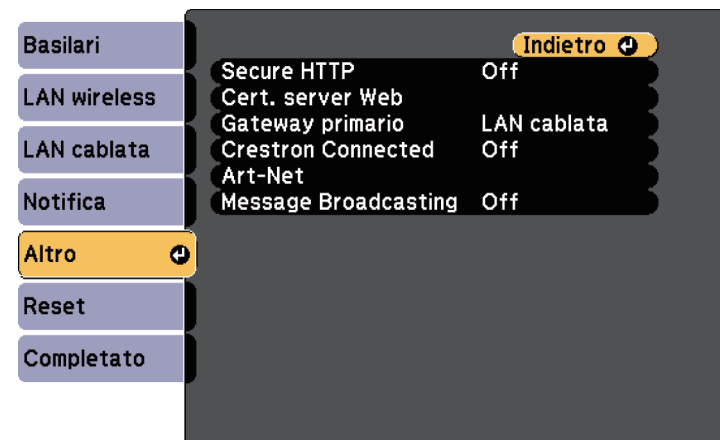 Basilari
LAN wireless
LAN cablata
Notifica
Altro
Reset
Completato
Indietro
Secure HTTP Off
Cert. server Web
Gateway primario LAN cablata
Crestron Connected Off
Art-Net
Message Broadcasting Off